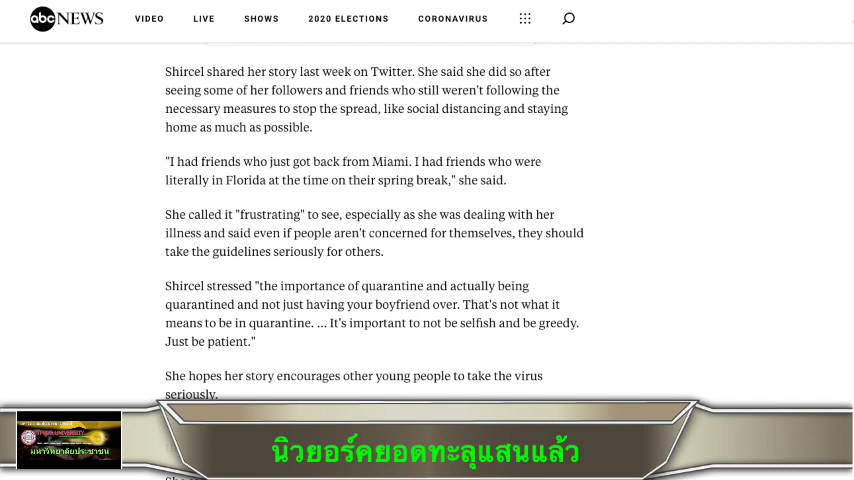 abc NEWS VIDEO LIVE SHOWS 2020 ELECTIONS CORONAVIRUS
Shircel shared her story last week on Twitter. She said she did so after
seeing some of her followers and friends who still weren't following the
necessary measures to stop the spread, like social distancing and staying
home as much as possible.
"I had friends who just got back from Miami. I had friends who were
literally in Florida at the time on their spring break," she said.
She called it "frustrating" to see, especially as she was dealing with her
illness and said even if people aren't concerned for themselves, they should
take the guidelines seriously for others.
Shircel stressed "the importance of quarantine and actually being
quarantined and not just having your boyfriend over. That's not what it
means to be in quarantine. ... It's important to not be selfish and be greedy.
Just be patient."
She hopes her story encourages other young people to take the virus
seriously.
UNIVERSITY
มหาวิทยาลัยประชาชน
นิวยอร์คยอดทะลุแสนแล้ว